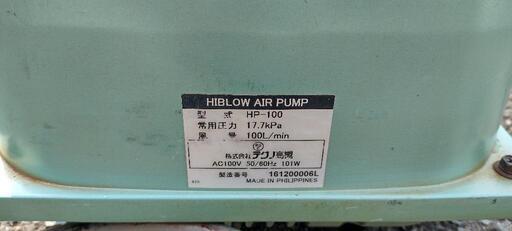 HIBLOW AIR PUMP
型 式 HP-100
常用圧力 17.7kPa
風 量 100L/min
株式会社テクノ高槻
AC100V 50/60Hz 101W
製造番号 161200006L
MADE IN PHILIPPINES